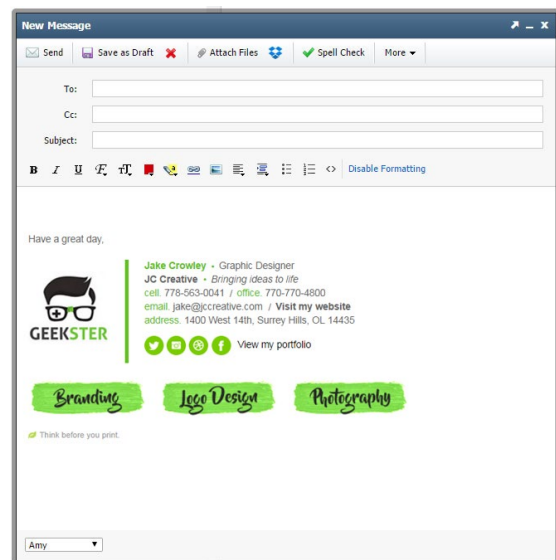 New Message
Send Save as Draft Attach Files Spell Check More
To:
Cc:
Subject:
B I U F TT Disable Formatting
Have a great day,
Jake Crowley • Graphic Designer
JC Creative • Bringing ideas to life
cell. 778-563-0041 / office. 770-770-4800
email. jake@jccreative.com / Visit my website
address. 1400 West 14th, Surrey Hills, OL 14435
GEEKSTER
View my portfolio
Branding Logo Design Photography
Think before you print.
Amy